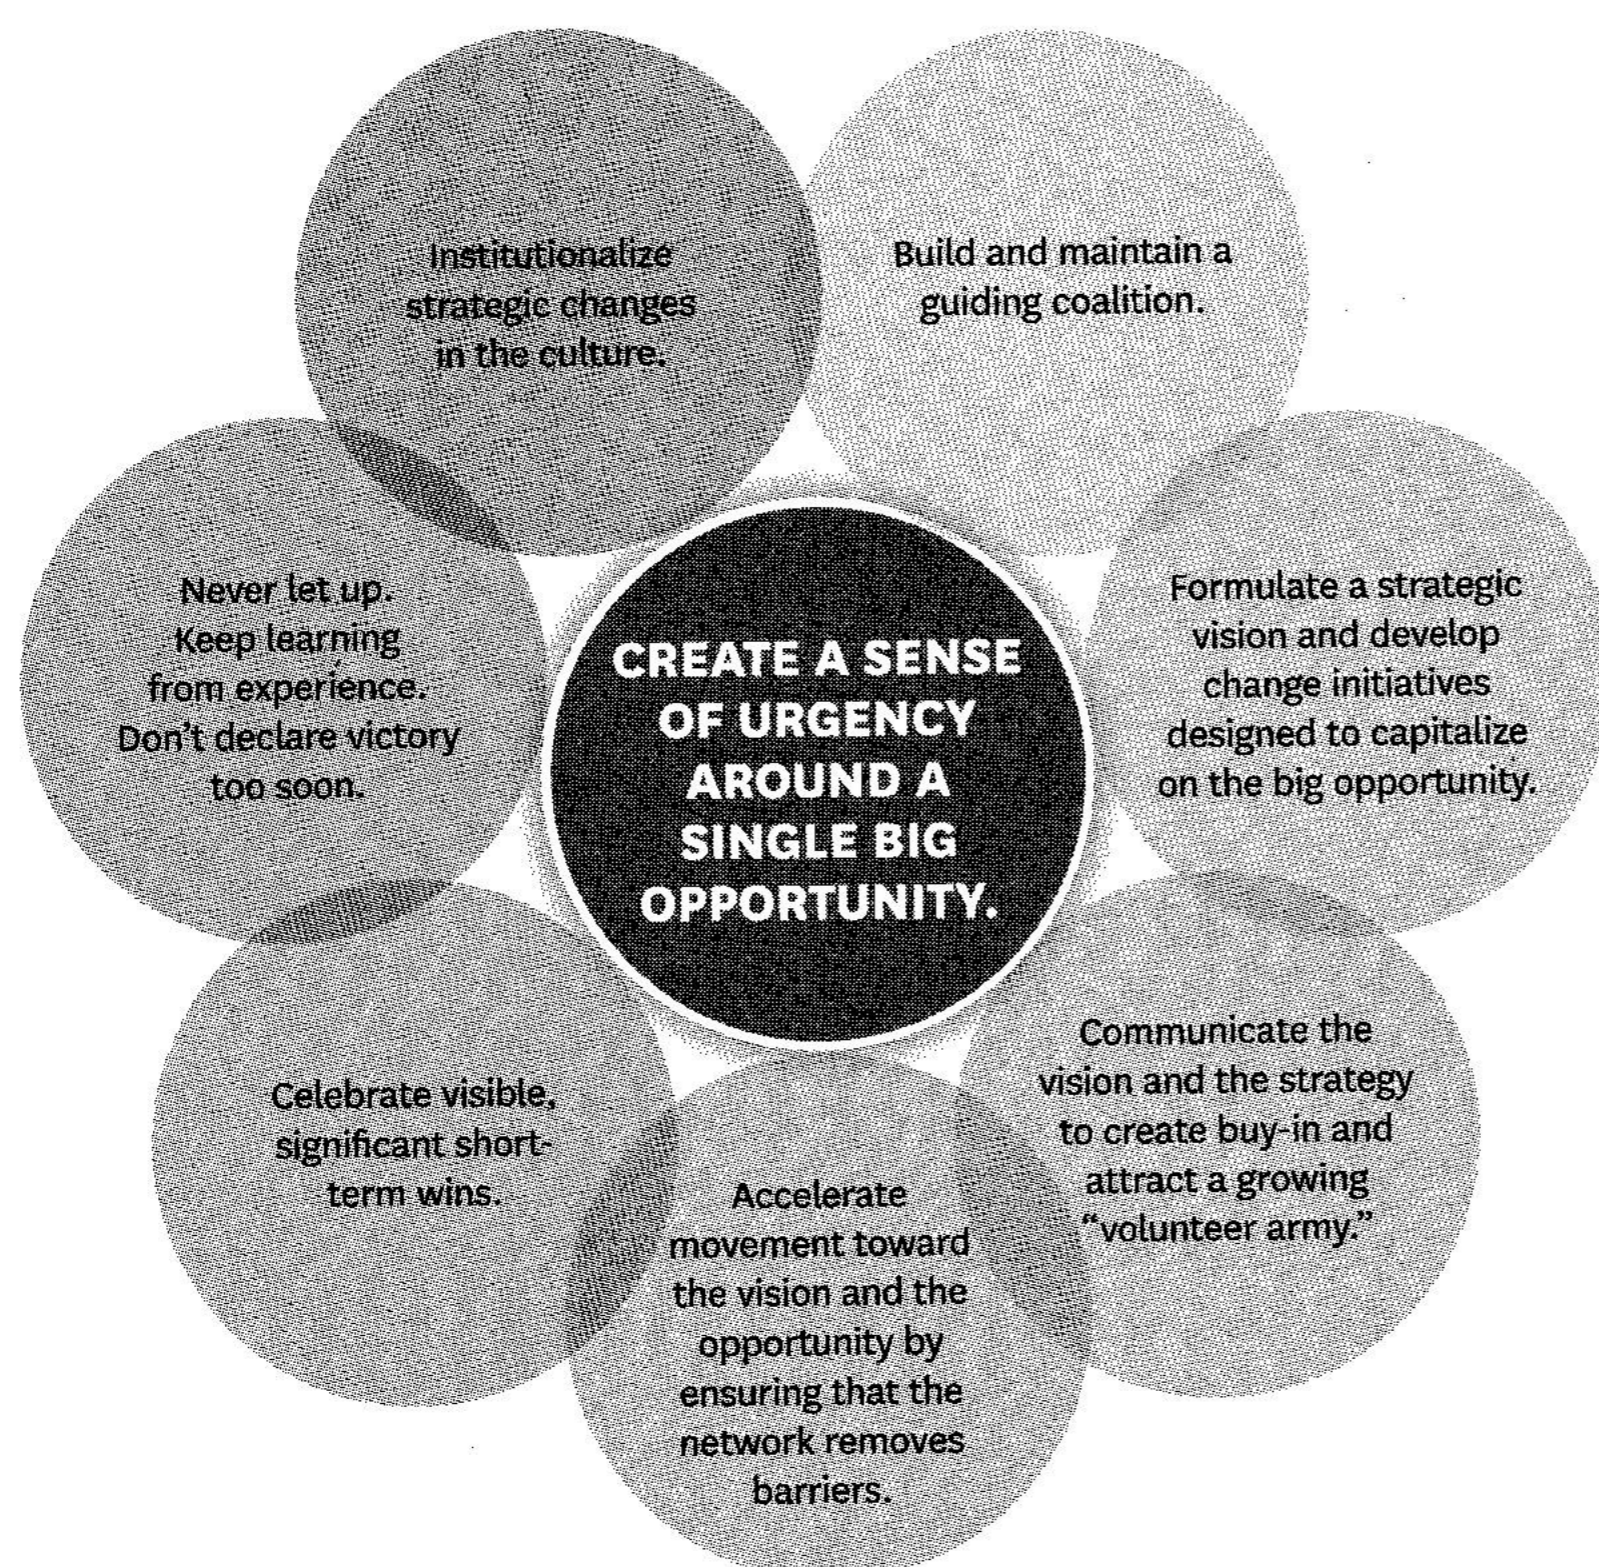 CREATE A SENSE
OF URGENCY
AROUND A
SINGLE BIG
OPPORTUNITY.
Build and maintain a
guiding coalition.
Formulate a strategic
vision and develop
change initiatives
designed to capitalize
on the big opportunity.
Communicate the
vision and the strategy
to create buy-in and
attract a growing
“volunteer army.”
Accelerate
movement toward
the vision and the
opportunity by
ensuring that the
network removes
barriers.
Celebrate visible,
significant short-
term wins.
Never let up.
Keep learning
from experience.
Don’t declare victory
too soon.
Institutionalize
strategic changes
in the culture.